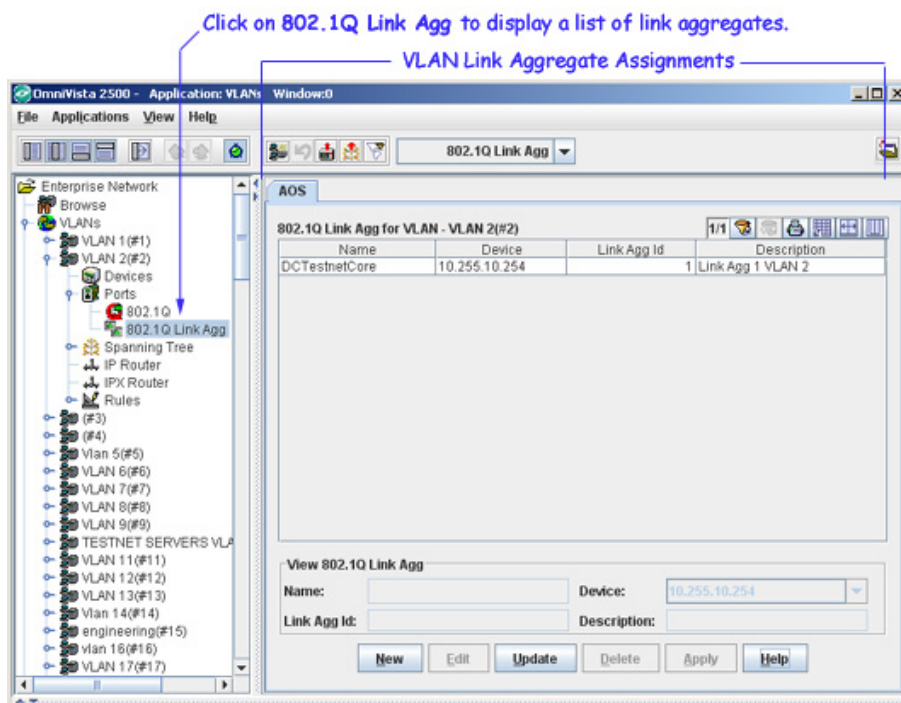 Click on 802.1Q Link Agg to display a list of link aggregates.
VLAN Link Aggregate Assignments
OmniVista 2500 - Application: VLANs Window:0
File Applications View Help
802.1Q Link Agg
Enterprise Network
Browse
VLANs
VLAN 1(#1)
VLAN 2(#2)
Devices
Ports
802.1Q
802.1Q Link Agg
Spanning Tree
IP Router
IPX Router
Rules
(#3)
(#4)
Vlan 5(#5)
VLAN 6(#6)
VLAN 7(#7)
VLAN 8(#8)
VLAN 9(#9)
TESTNET SERVERS VLA
VLAN 11(#11)
VLAN 12(#12)
VLAN 13(#13)
Vlan 14(#14)
engineering(#15)
vlan 16(#16)
VLAN 17(#17)
AOS
802.1Q Link Agg for VLAN - VLAN 2(#2) 1/1
Name Device Link Agg Id Description
DCTestnetCore 10.255.10.254 1 Link Agg 1 VLAN 2
View 802.1Q Link Agg
Name: Device: 10.255.10.254
Link Agg Id: Description:
New Edit Update Delete Apply Help